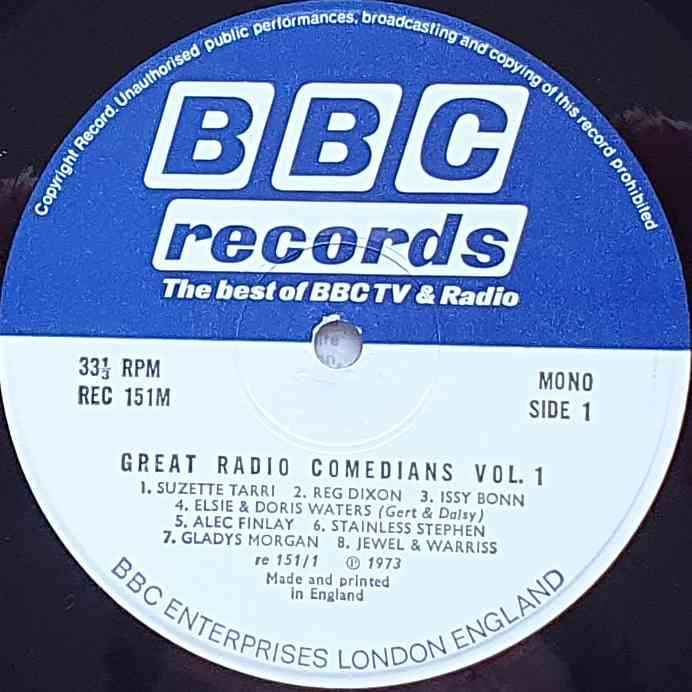 Copyright Record. Unauthorised public performances, broadcasting and copying of this record prohibited
BBC
records
The best of BBC TV & Radio
33⅓ RPM
REC 151M
MONO
SIDE 1
GREAT RADIO COMEDIANS VOL. 1
1. SUZETTE TARRI 2. REG DIXON 3. ISSY BONN
4. ELSIE & DORIS WATERS (Gert & Daisy)
5. ALEC FINLAY 6. STAINLESS STEPHEN
7. GLADYS MORGAN 8. JEWEL & WARRISS
re 151/1 ℗ 1973
Made and printed
in England
BBC ENTERPRISES LONDON ENGLAND